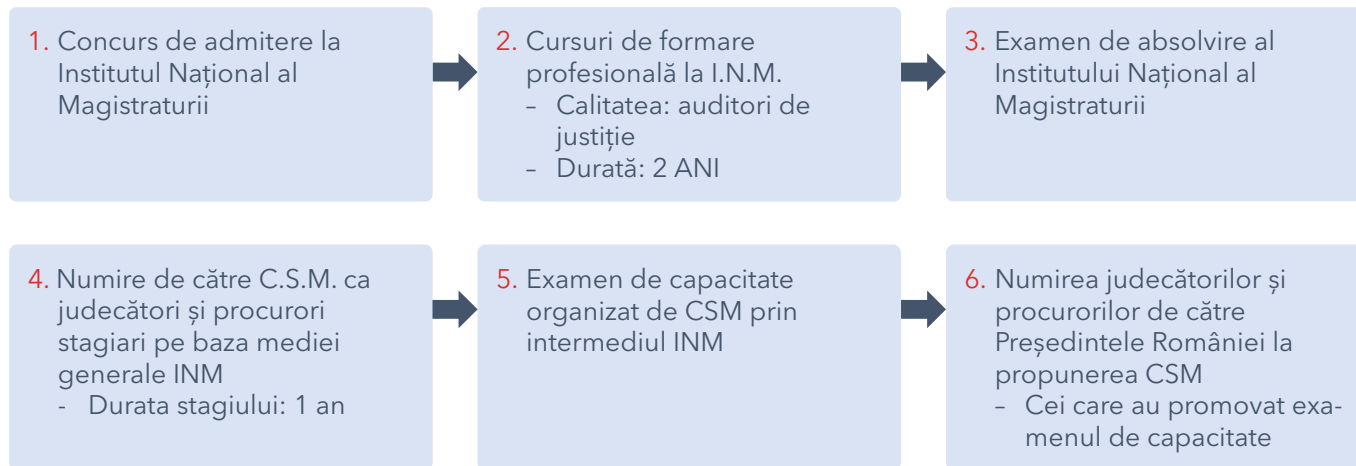 1. Concurs de admitere la
Institutul Național al
Magistraturii
2. Cursuri de formare
profesională la I.N.M.
– Calitatea: auditori de
justiție
– Durată: 2 ANI
3. Examen de absolvire al
Institutului Național al
Magistraturii
4. Numire de către C.S.M. ca
judecători și procurori
stagiari pe baza mediei
generale INM
- Durata stagiului: 1 an
5. Examen de capacitate
organizat de CSM prin
intermediul INM
6. Numirea judecătorilor și
procurorilor de către
Președintele României la
propunerea CSM
– Cei care au promovat exa-
menul de capacitate